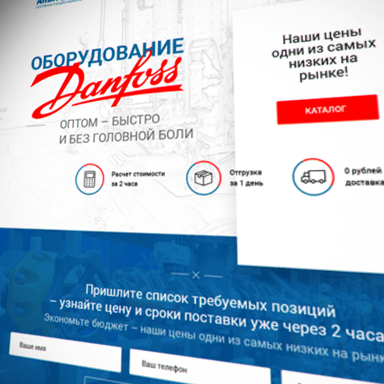 ОБОРУДОВАНИЕ
Danfoss
ОПТОМ – БЫСТРО
И БЕЗ ГОЛОВНОЙ БОЛИ
Наши цены
одни из самых
низких на
рынке!
КАТАЛОГ
Расчет стоимости
за 2 часа
Отгрузка
за 1 день
0 рублей
доставка
Пришлите список требуемых позиций
– узнайте цену и сроки поставки уже через 2 часа
Экономьте бюджет – наши цены одни из самых низких на рынке
Ваше имя
Ваш телефон